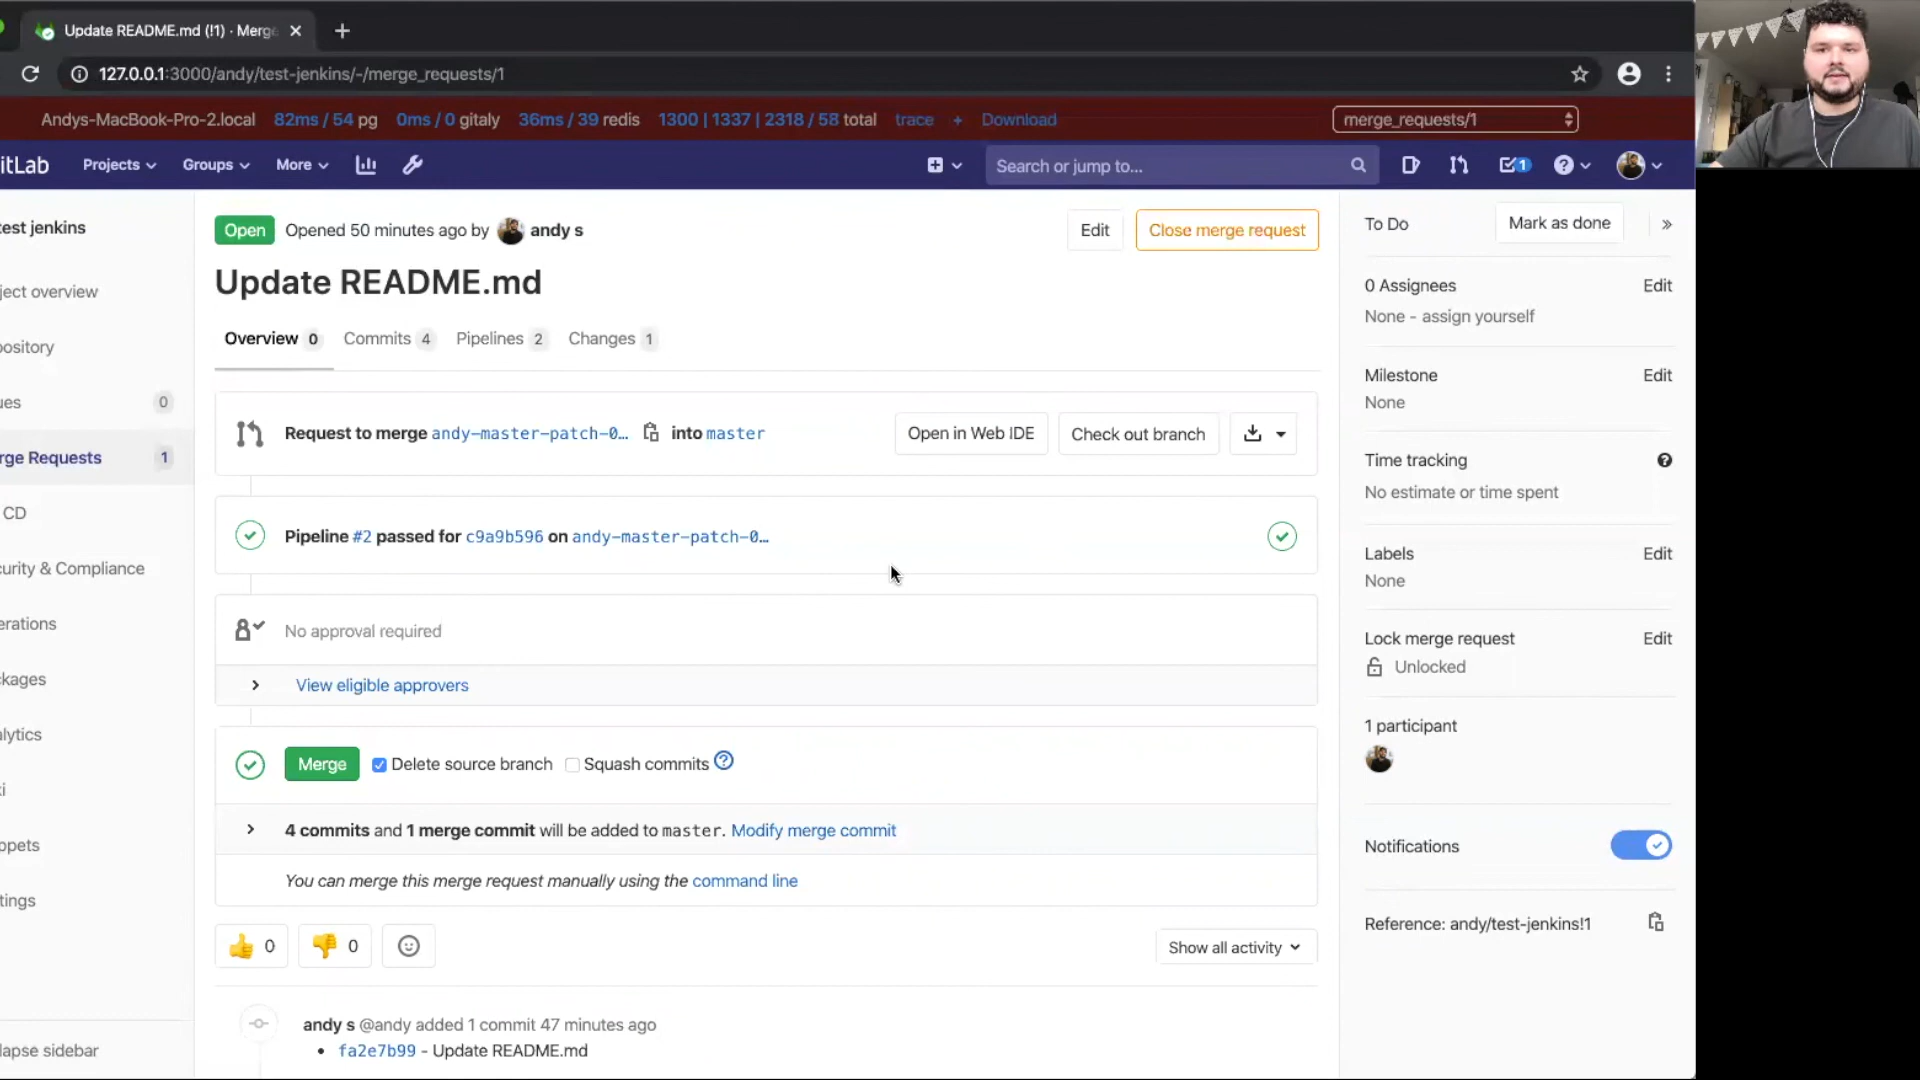 Update README.md (!1) · Merge
127.0.0.1:3000/andy/test-jenkins/-/merge_requests/1
Andys-MacBook-Pro-2.local 82ms / 54 pg 0ms / 0 gitaly 36ms / 39 redis 1300 | 1337 | 2318 / 58 total trace + Download merge_requests/1
itLab Projects Groups More Search or jump to... 1
est jenkins
ject overview
ository
ues 0
rge Requests 1
CD
curity & Compliance
erations
ckages
alytics
ki
ppets
tings
lapse sidebar
Open Opened 50 minutes ago by andy s Edit Close merge request
Update README.md
Overview 0 Commits 4 Pipelines 2 Changes 1
Request to merge andy-master-patch-0… into master Open in Web IDE Check out branch
Pipeline #2 passed for c9a9b596 on andy-master-patch-0…
No approval required
View eligible approvers
Merge Delete source branch Squash commits
4 commits and 1 merge commit will be added to master. Modify merge commit
You can merge this merge request manually using the command line
👍 0 👎 0 Show all activity
andy s @andy added 1 commit 47 minutes ago
• fa2e7b99 - Update README.md
To Do Mark as done »
0 Assignees Edit
None - assign yourself
Milestone Edit
None
Time tracking
No estimate or time spent
Labels Edit
None
Lock merge request Edit
Unlocked
1 participant
Notifications
Reference: andy/test-jenkins!1